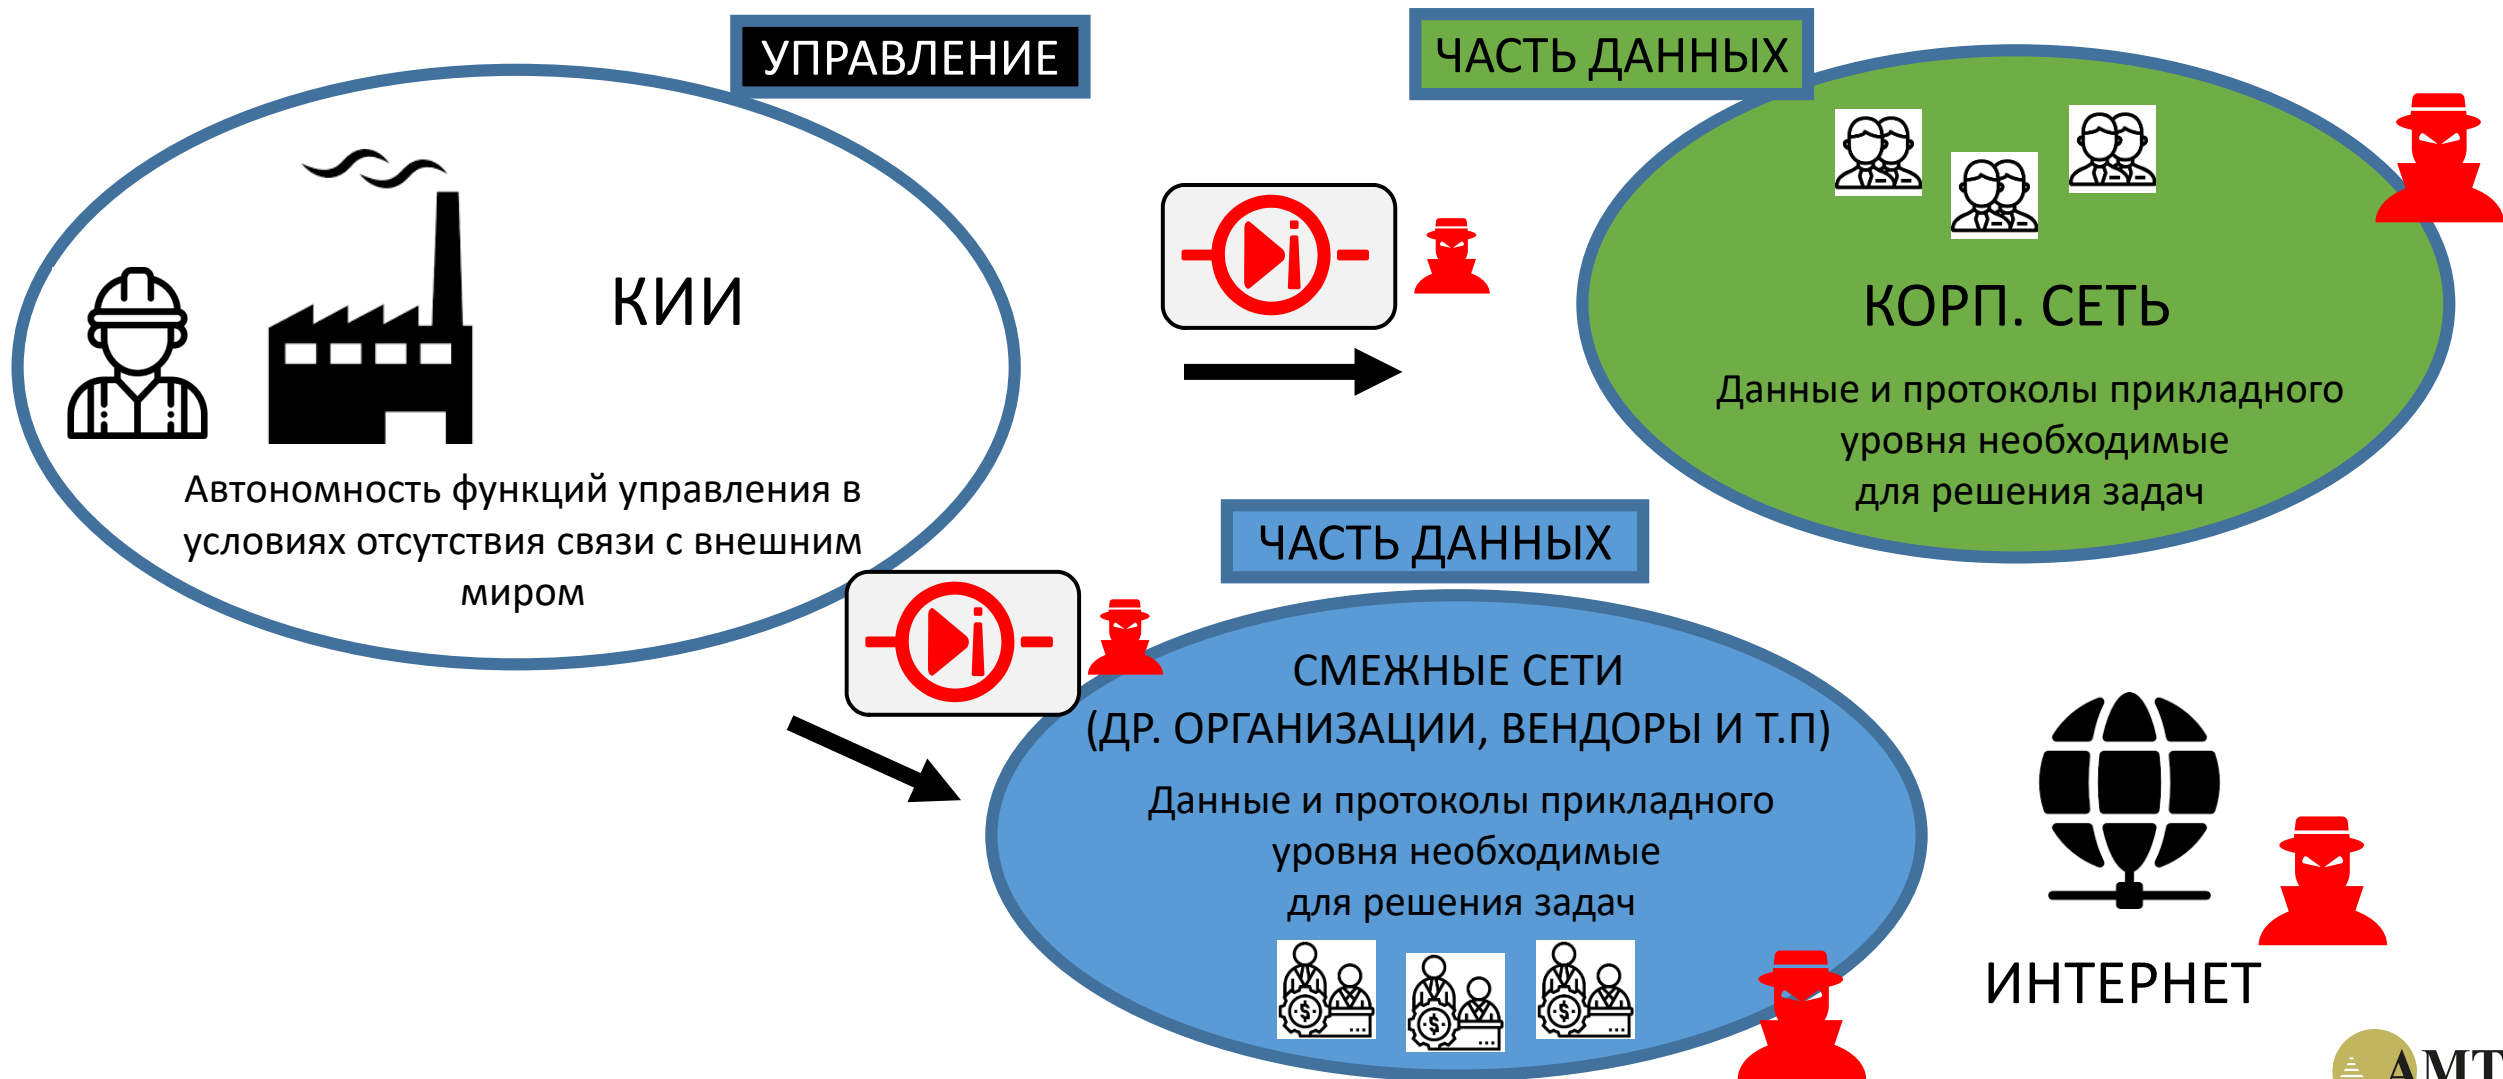 УПРАВЛЕНИЕ
ЧАСТЬ ДАННЫХ
КИИ
Автономность функций управления в
условиях отсутствия связи с внешним
миром
КОРП. СЕТЬ
Данные и протоколы прикладного
уровня необходимые
для решения задач
ЧАСТЬ ДАННЫХ
СМЕЖНЫЕ СЕТИ
(ДР. ОРГАНИЗАЦИИ, ВЕНДОРЫ И Т.П)
Данные и протоколы прикладного
уровня необходимые
для решения задач
ИНТЕРНЕТ
АМТ